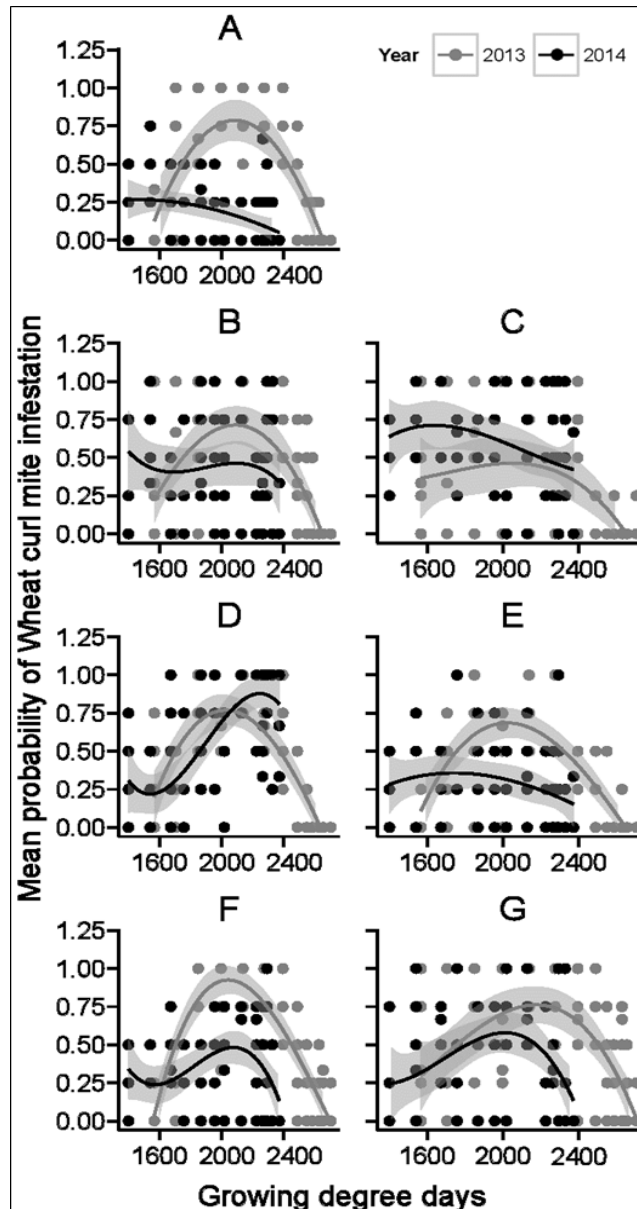 A
Year 2013 2014
1.25
1.00
0.75
0.50
0.25
0.00
1600 2000 2400
B C
1.25
1.00
0.75
0.50
0.25
0.00
1600 2000 2400 1600 2000 2400
D E
1.25
1.00
0.75
0.50
0.25
0.00
1600 2000 2400 1600 2000 2400
F G
1.25
1.00
0.75
0.50
0.25
0.00
1600 2000 2400 1600 2000 2400
Mean probability of Wheat curl mite infestation
Growing degree days